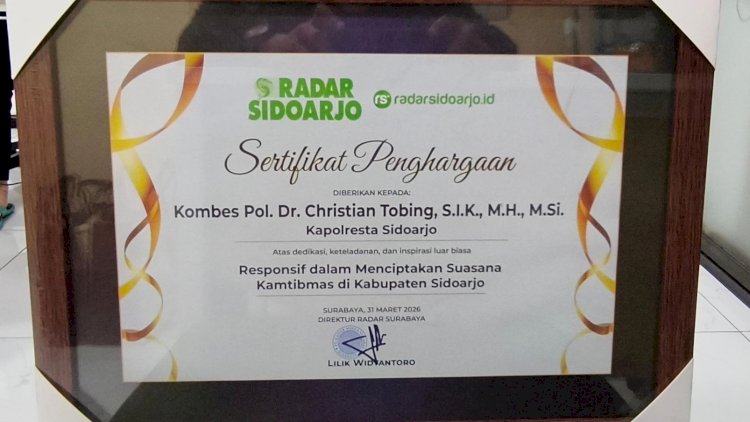 RADAR
SIDOARJO
rs radarsidoarjo.id
Sertifikat Penghargaan
DIBERIKAN KEPADA:
Kombes Pol. Dr. Christian Tobing, S.I.K., M.H., M.Si.
Kapolresta Sidoarjo
Atas dedikasi, keteladanan, dan inspirasi luar biasa
Responsif dalam Menciptakan Suasana
Kamtibmas di Kabupaten Sidoarjo
SURABAYA, 31 MARET 2026
DIREKTUR RADAR SURABAYA
LILIK WIDYANTORO